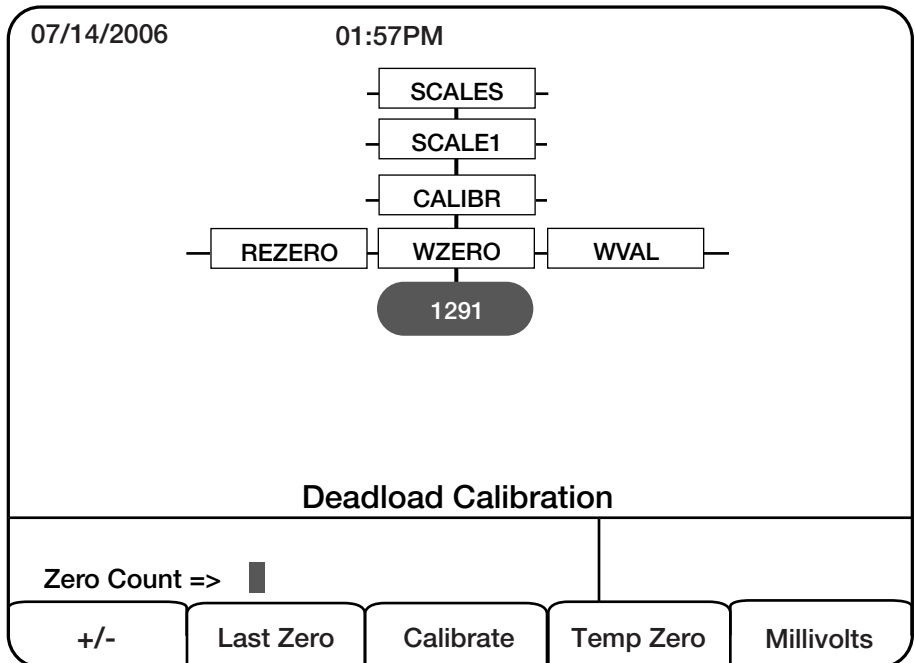 07/14/2006 01:57PM
SCALES
SCALE1
CALIBR
REZERO WZERO WVAL
1291
Deadload Calibration
Zero Count =>
+/- Last Zero Calibrate Temp Zero Millivolts